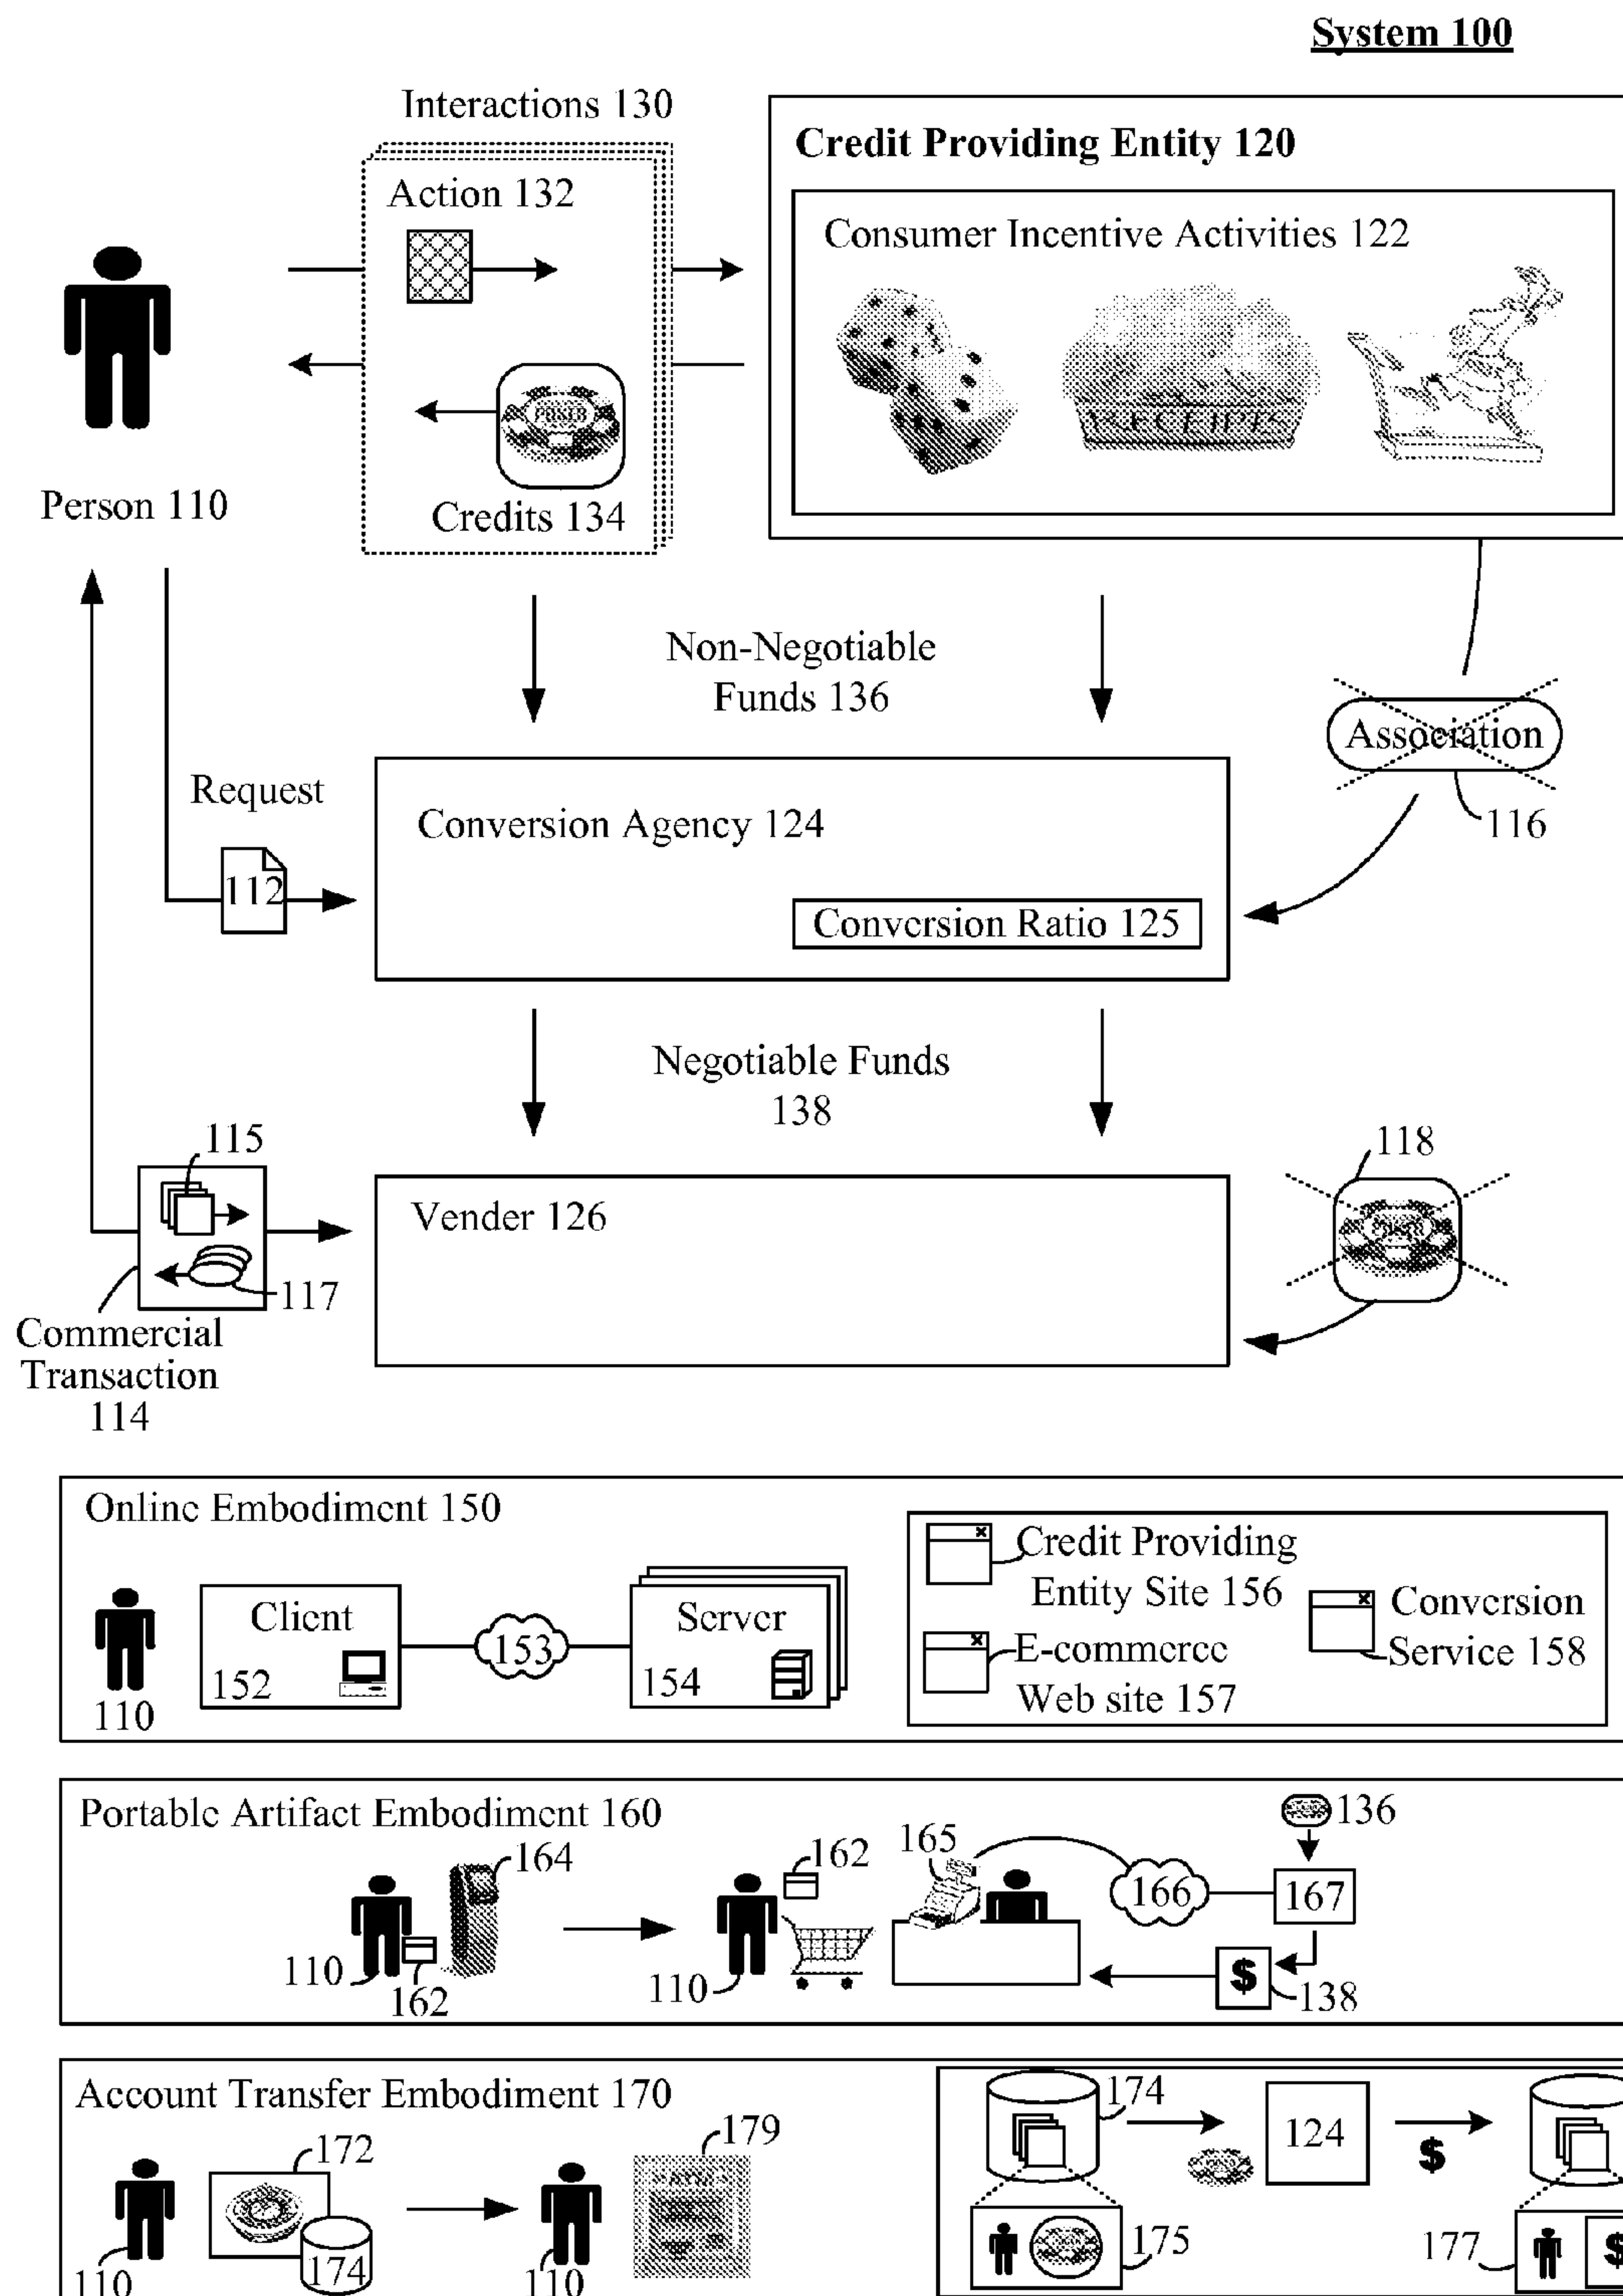 System 100
Interactions 130
Credit Providing Entity 120
Action 132
Consumer Incentive Activities 122
POKER
RECEIPTS
Credits 134
Person 110
Non-Negotiable
Funds 136
Association
116
Request
112
Conversion Agency 124
Conversion Ratio 125
Negotiable Funds
138
115
118
Vender 126
117
Commercial
Transaction
114
Online Embodiment 150
Credit Providing
Entity Site 156
Client
152
153
Server
154
110
E-commerce
Web site 157
Conversion
Service 158
Portable Artifact Embodiment 160
136
164
162
165
166
167
110
162
110
$
138
Account Transfer Embodiment 170
174
124
$
172
179
175
177
$
110
174
110